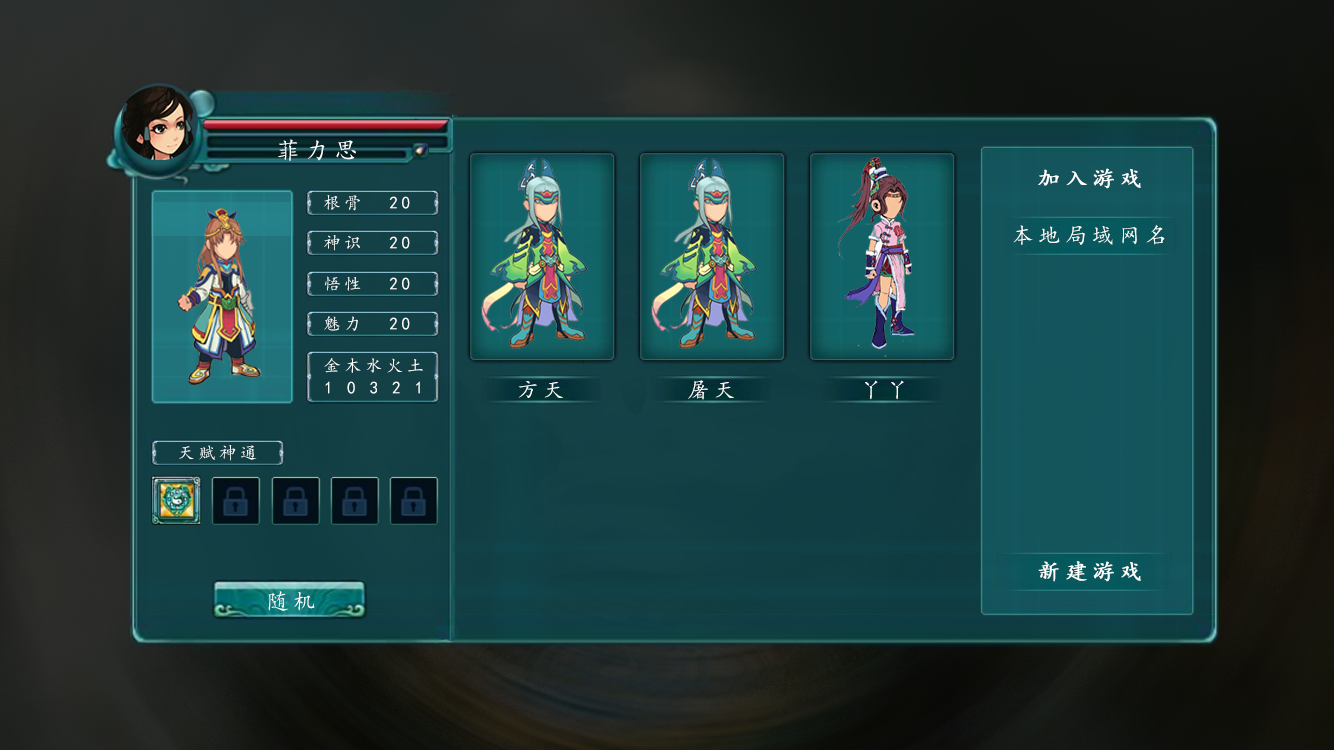 菲力思
根骨 20
神识 20
悟性 20
魅力 20
金木水火土
1 0 3 2 1
天赋神通
随机
方天
屠天
丫丫
加入游戏
本地局域网名
新建游戏